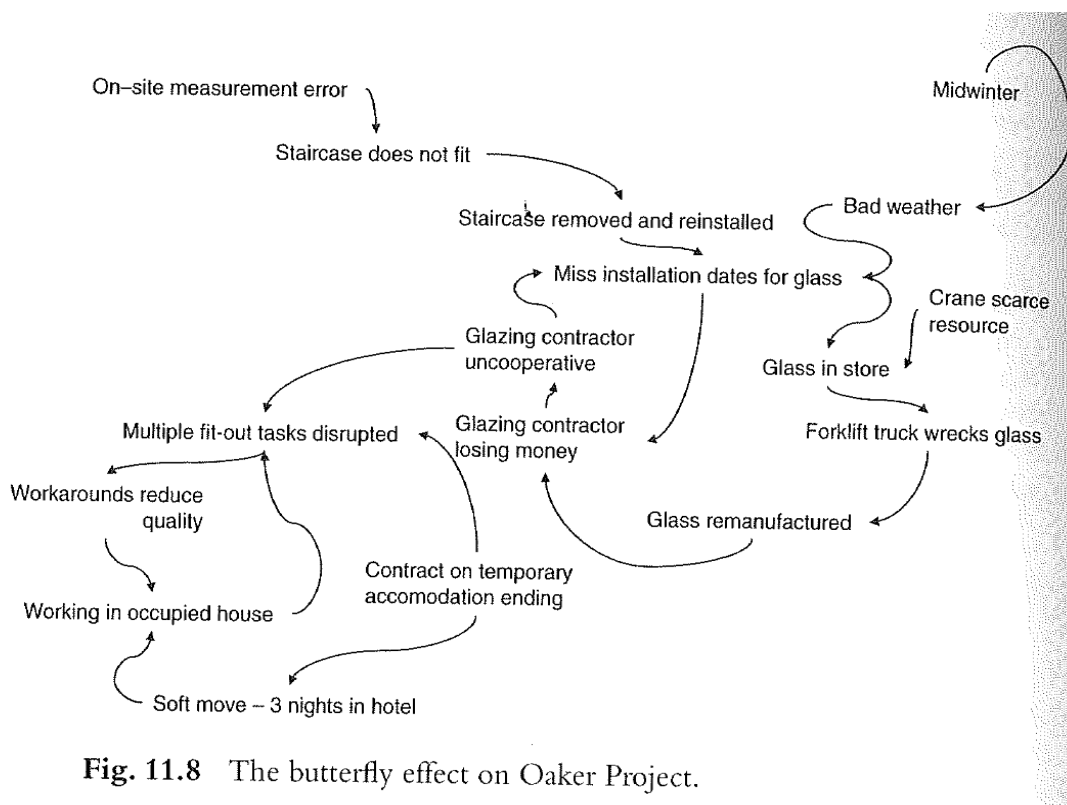 On–site measurement error
Midwinter
Staircase does not fit
Bad weather
Staircase removed and reinstalled
Miss installation dates for glass
Crane scarce
resource
Glazing contractor
uncooperative
Glass in store
Multiple fit-out tasks disrupted
Glazing contractor
losing money
Forklift truck wrecks glass
Workarounds reduce
quality
Glass remanufactured
Contract on temporary
accomodation ending
Working in occupied house
Soft move – 3 nights in hotel
Fig. 11.8 The butterfly effect on Oaker Project.